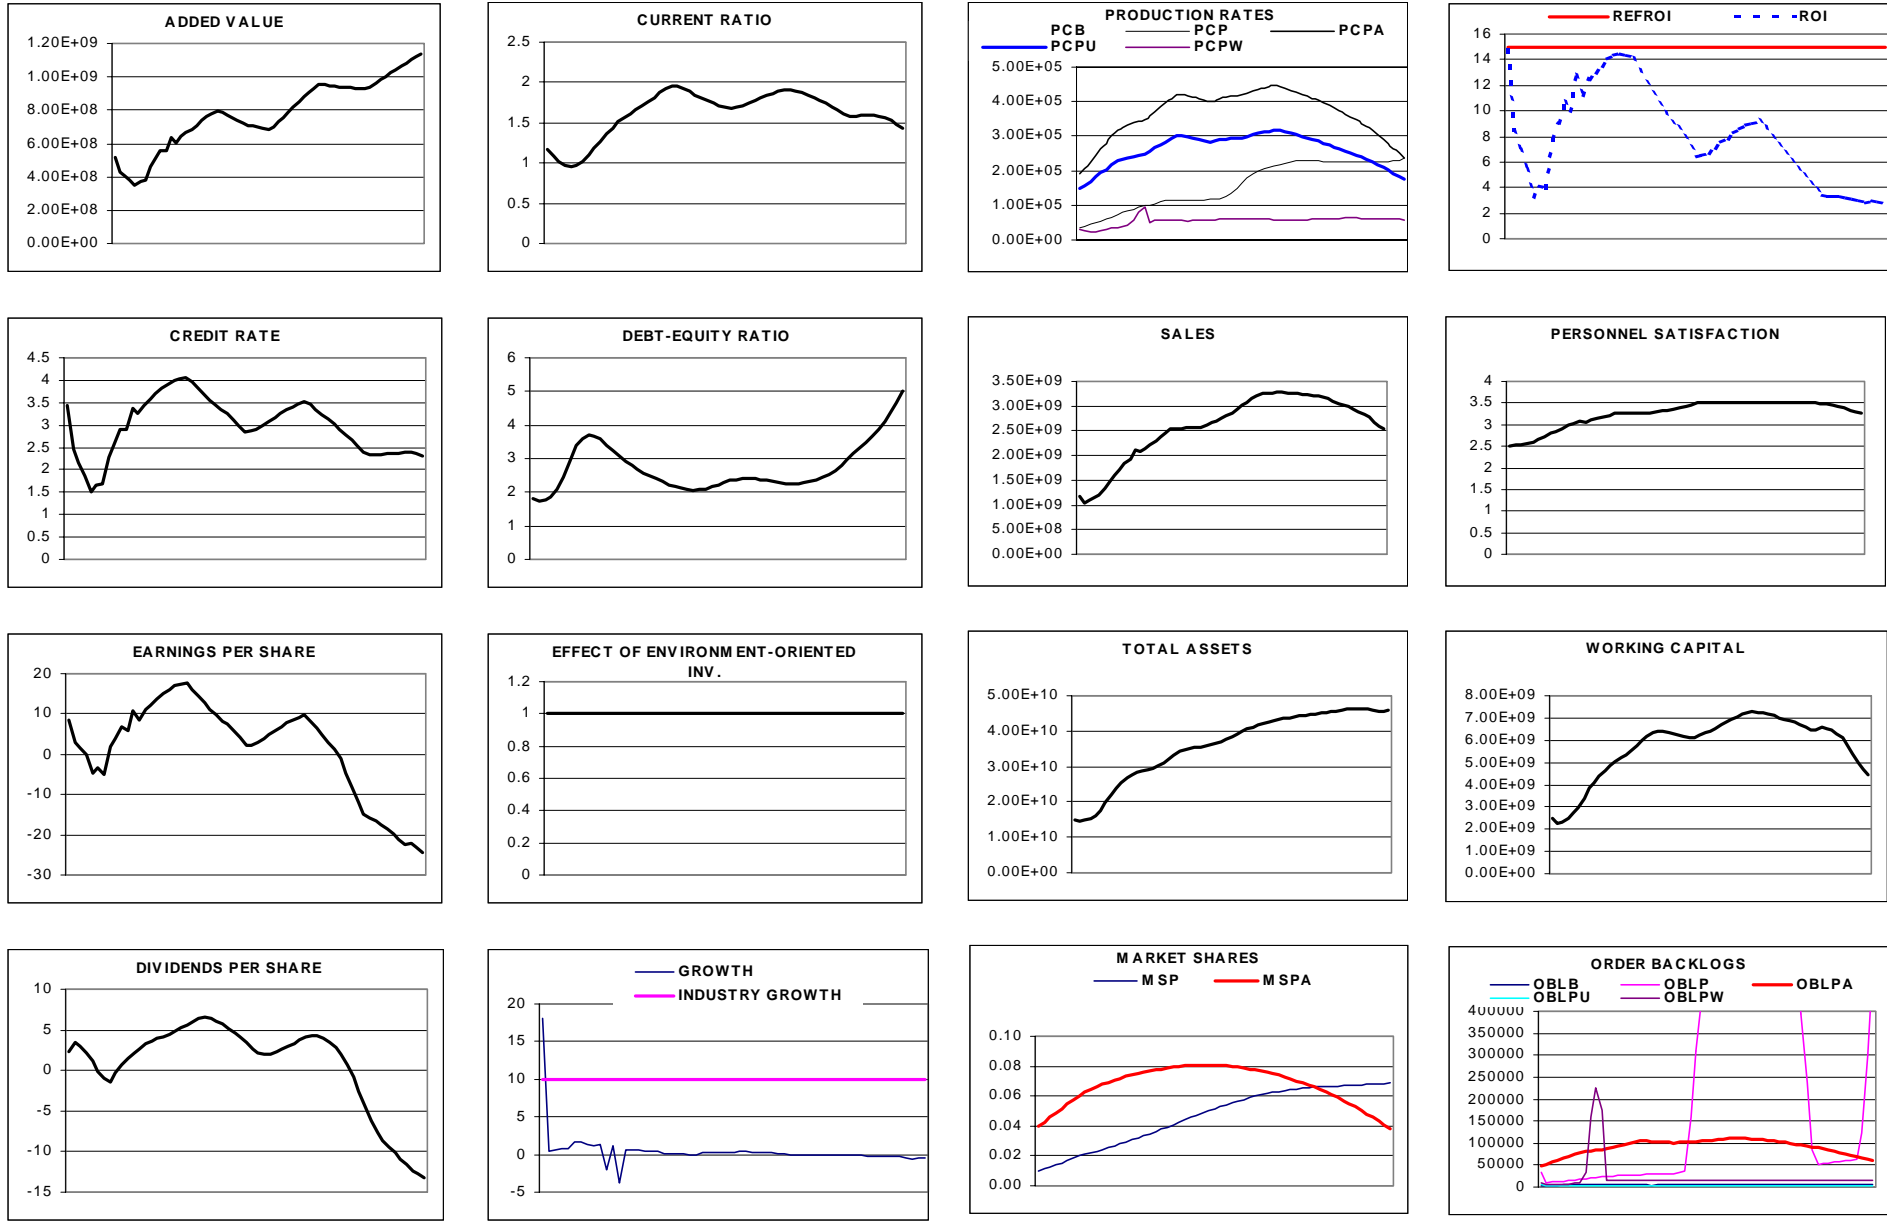 ADDED VALUE
1.20E+09
1.00E+09
8.00E+08
6.00E+08
4.00E+08
2.00E+08
0.00E+00
CURRENT RATIO
2.5
2
1.5
1
0.5
0
PRODUCTION RATES
PCB PCP PCPA
PCPU PCPW
5.00E+05
4.00E+05
3.00E+05
2.00E+05
1.00E+05
0.00E+00
REFROI ROI
16
14
12
10
8
6
4
2
0
CREDIT RATE
4.5
4
3.5
3
2.5
2
1.5
1
0.5
0
DEBT-EQUITY RATIO
6
5
4
3
2
1
0
SALES
3.50E+09
3.00E+09
2.50E+09
2.00E+09
1.50E+09
1.00E+09
5.00E+08
0.00E+00
PERSONNEL SATISFACTION
4
3.5
3
2.5
2
1.5
1
0.5
0
EARNINGS PER SHARE
20
10
0
-10
-20
-30
EFFECT OF ENVIRONMENT-ORIENTED
INV.
1.2
1
0.8
0.6
0.4
0.2
0
TOTAL ASSETS
5.00E+10
4.00E+10
3.00E+10
2.00E+10
1.00E+10
0.00E+00
WORKING CAPITAL
8.00E+09
7.00E+09
6.00E+09
5.00E+09
4.00E+09
3.00E+09
2.00E+09
1.00E+09
0.00E+00
DIVIDENDS PER SHARE
10
5
0
-5
-10
-15
GROWTH
INDUSTRY GROWTH
20
15
10
5
0
-5
MARKET SHARES
MSP MSPA
0.10
0.08
0.06
0.04
0.02
0.00
ORDER BACKLOGS
OBLB OBLP OBLPA
OBLPU OBLPW
400000
350000
300000
250000
200000
150000
100000
50000
0